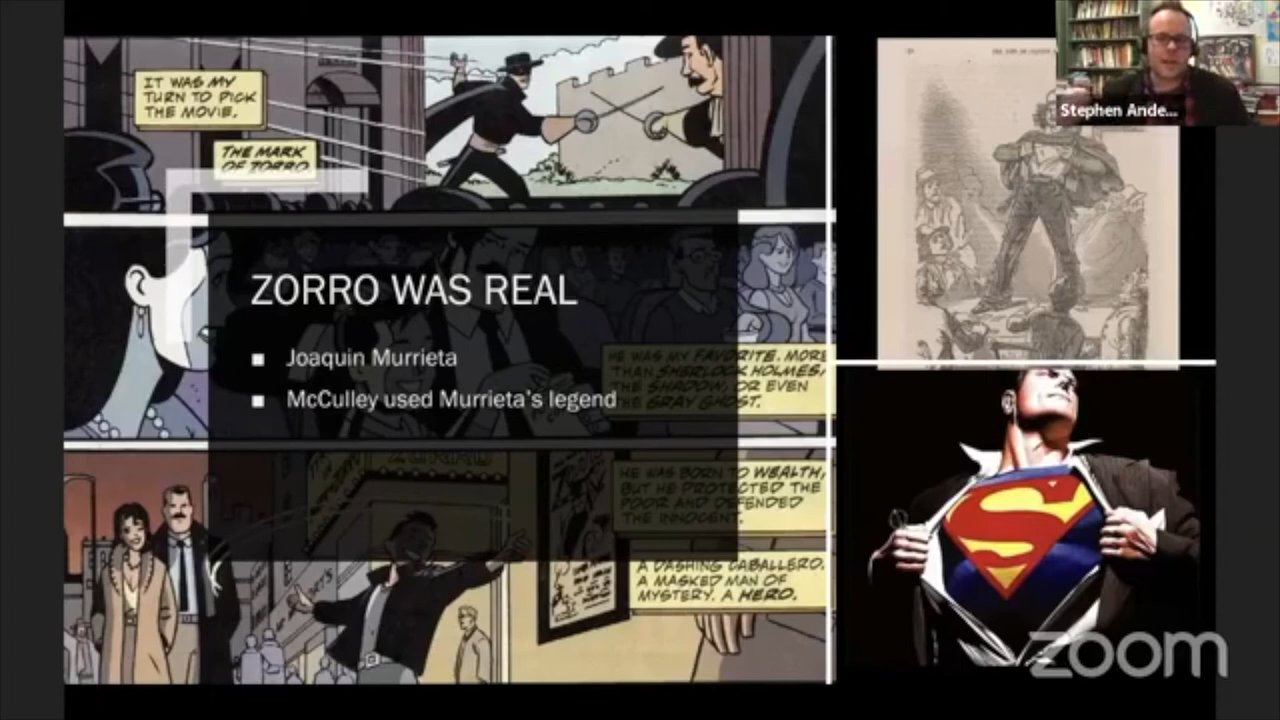 IT WAS MY
TURN TO PICK
THE MOVIE.
THE MARK
OF ZORRO.
ZORRO WAS REAL
■ Joaquin Murrieta
■ McCulley used Murrieta's legend
HE WAS MY FAVORITE. MORE
THAN SHERLOCK HOLMES,
THE SHADOW, OR EVEN
THE GRAY GHOST.
HE WAS BORN TO WEALTH,
BUT HE PROTECTED THE
POOR AND DEFENDED
THE INNOCENT.
A DASHING CABALLERO.
A MASKED MAN OF
MYSTERY. A HERO.
Stephen Ande...
S
zoom